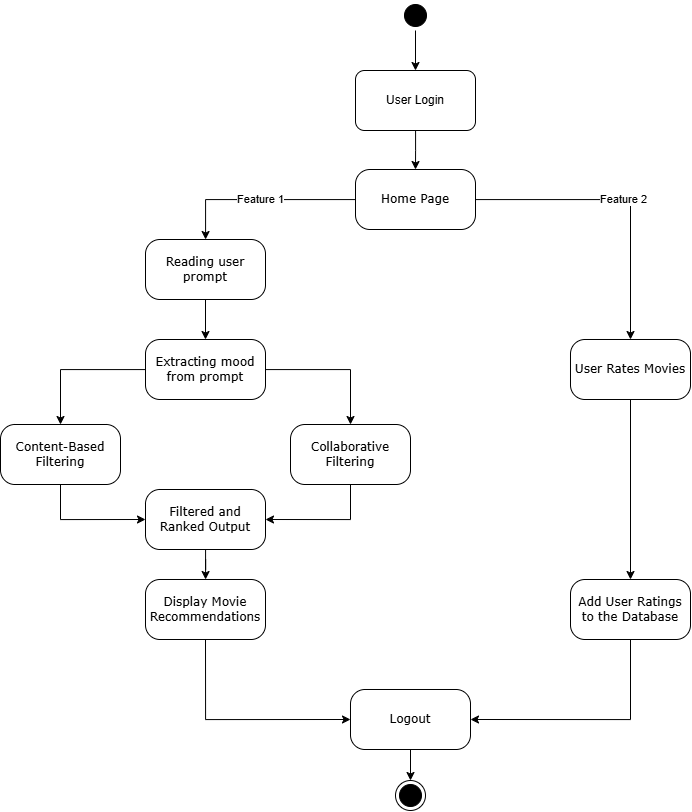 User Login
Home Page
Feature 1
Feature 2
Reading user
prompt
Extracting mood
from prompt
User Rates Movies
Content-Based
Filtering
Collaborative
Filtering
Filtered and
Ranked Output
Display Movie
Recommendations
Add User Ratings
to the Database
Logout